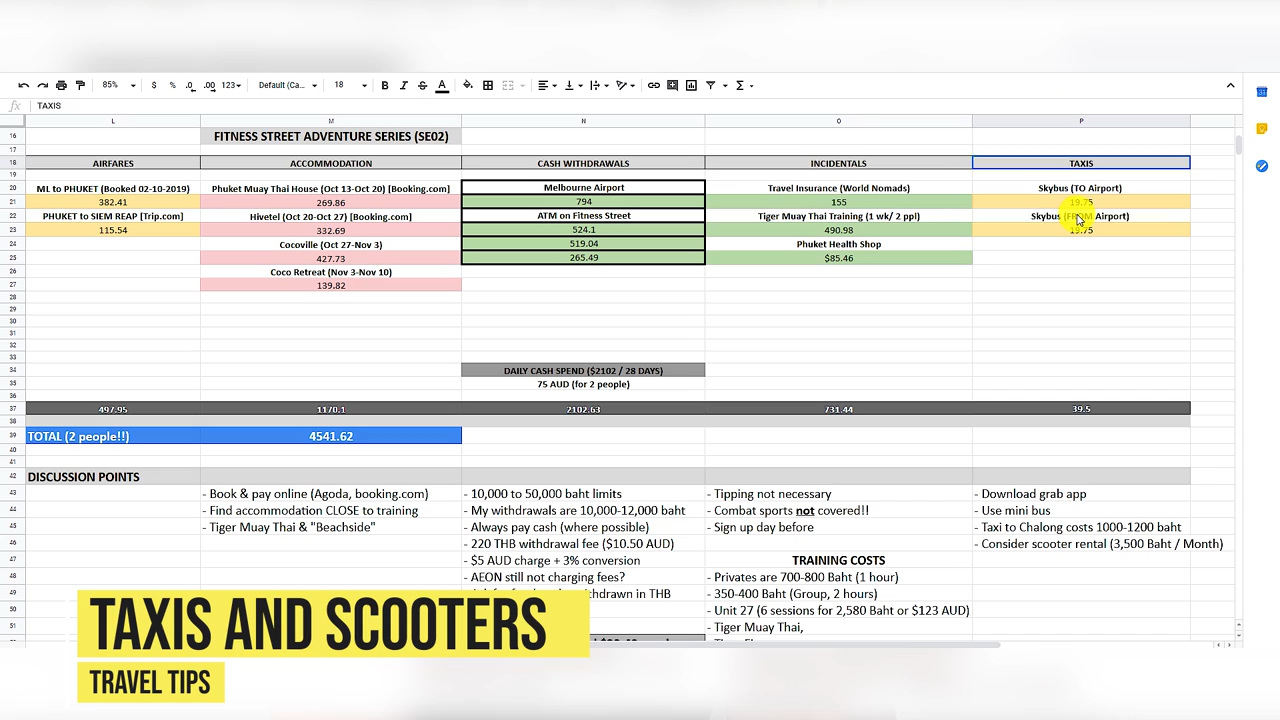 85%
$ % .0 .00 123
Default (Ca...
18
B I S A
fx TAXIS
L M N O P
16 FITNESS STREET ADVENTURE SERIES (SE02)
17
18 AIRFARES ACCOMMODATION CASH WITHDRAWALS INCIDENTALS TAXIS
19
20 ML to PHUKET (Booked 02-10-2019) Phuket Muay Thai House (Oct 13-Oct 20) [Booking.com] Melbourne Airport Travel Insurance (World Nomads) Skybus (TO Airport)
21 382.41 269.86 794 155 19.75
22 PHUKET to SIEM REAP [Trip.com] Hivetel (Oct 20-Oct 27) [Booking.com] ATM on Fitness Street Tiger Muay Thai Training (1 wk/ 2 ppl) Skybus (FROM Airport)
23 115.54 332.69 524.1 490.98 19.75
24 Cocoville (Oct 27-Nov 3) 519.04 Phuket Health Shop
25 427.73 265.49 $85.46
26 Coco Retreat (Nov 3-Nov 10)
27 139.82
28
29
30
31
32
33
34 DAILY CASH SPEND ($2102 / 28 DAYS)
35 75 AUD (for 2 people)
36
37 497.95 1170.1 2102.63 731.44 39.5
38
39 TOTAL (2 people!!) 4541.62
40
41
42 DISCUSSION POINTS
43 - Book & pay online (Agoda, booking.com) - 10,000 to 50,000 baht limits - Tipping not necessary - Download grab app
44 - Find accommodation CLOSE to training - My withdrawals are 10,000-12,000 baht - Combat sports not covered!! - Use mini bus
45 - Tiger Muay Thai & "Beachside" - Always pay cash (where possible) - Sign up day before - Taxi to Chalong costs 1000-1200 baht
46 - 220 THB withdrawal fee ($10.50 AUD) - Consider scooter rental (3,500 Baht / Month)
47 - $5 AUD charge + 3% conversion TRAINING COSTS
48 - AEON still not charging fees? - Privates are 700-800 Baht (1 hour)
49 withdrawn in THB - 350-400 Baht (Group, 2 hours)
50 - Unit 27 (6 sessions for 2,580 Baht or $123 AUD)
51 - Tiger Muay Thai,
TAXIS AND SCOOTERS
TRAVEL TIPS